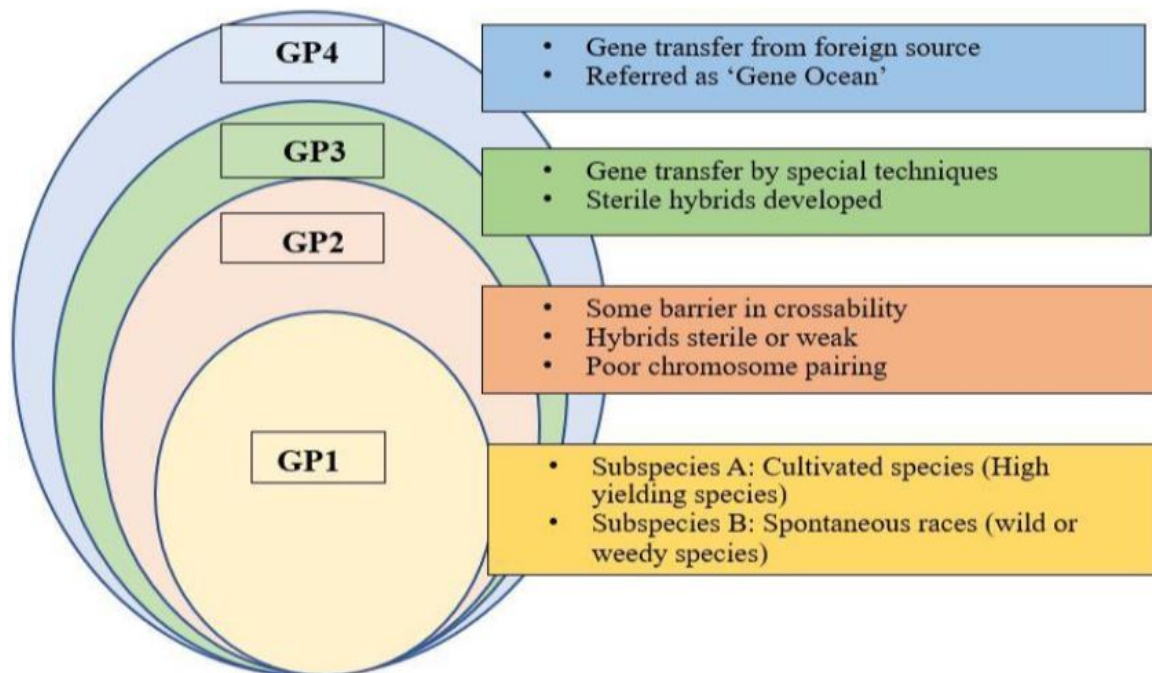 GP4
• Gene transfer from foreign source
• Referred as ‘Gene Ocean’
GP3
• Gene transfer by special techniques
• Sterile hybrids developed
GP2
• Some barrier in crossability
• Hybrids sterile or weak
• Poor chromosome pairing
GP1
• Subspecies A: Cultivated species (High
yielding species)
• Subspecies B: Spontaneous races (wild or
weedy species)